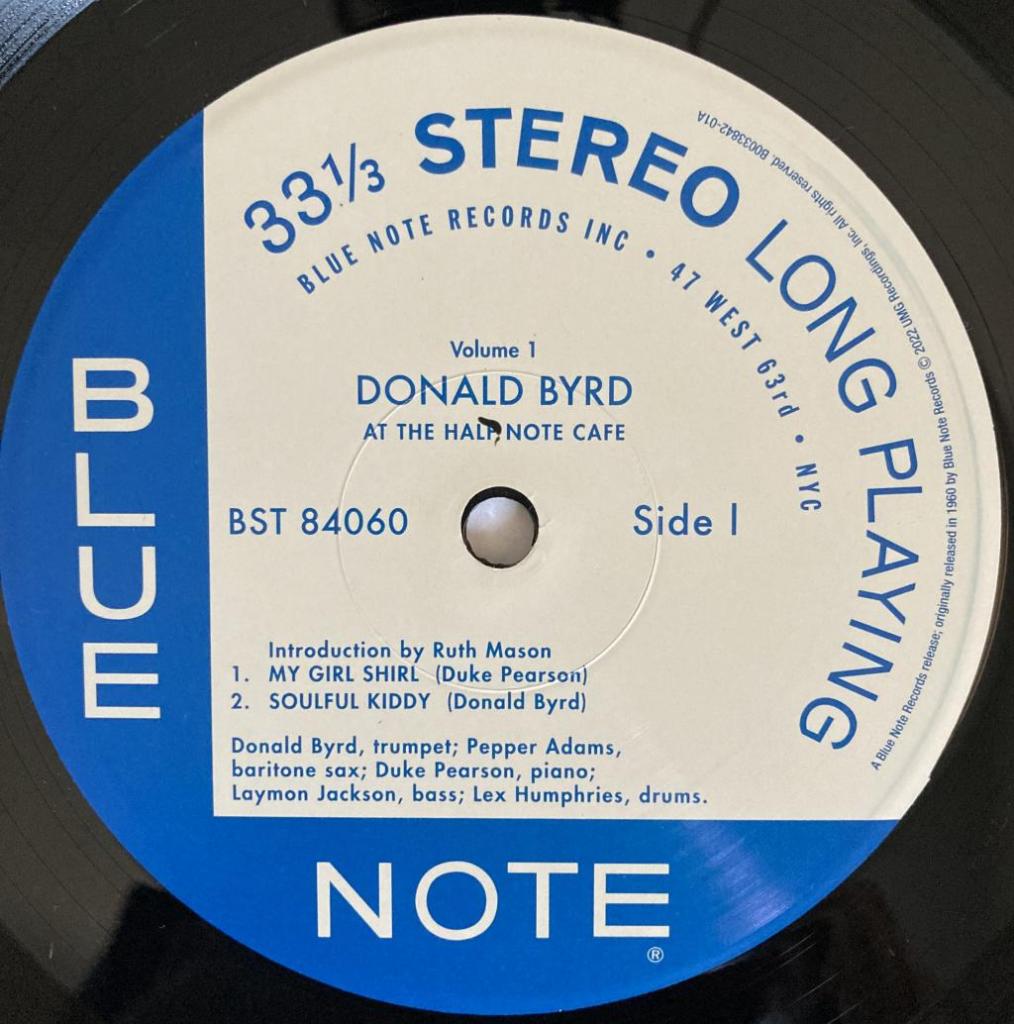 33⅓ STEREO LONG PLAYING
BLUE NOTE RECORDS INC • 47 WEST 63rd • NYC
A Blue Note Records release; originally released in 1960 by Blue Note Records © 2022 UMG Recordings, Inc. All rights reserved. B0033842-01A
Volume 1
DONALD BYRD
AT THE HALF NOTE CAFE
BST 84060
Side 1
Introduction by Ruth Mason
1. MY GIRL SHIRL (Duke Pearson)
2. SOULFUL KIDDY (Donald Byrd)
Donald Byrd, trumpet; Pepper Adams,
baritone sax; Duke Pearson, piano;
Laymon Jackson, bass; Lex Humphries, drums.
BLUE
NOTE®